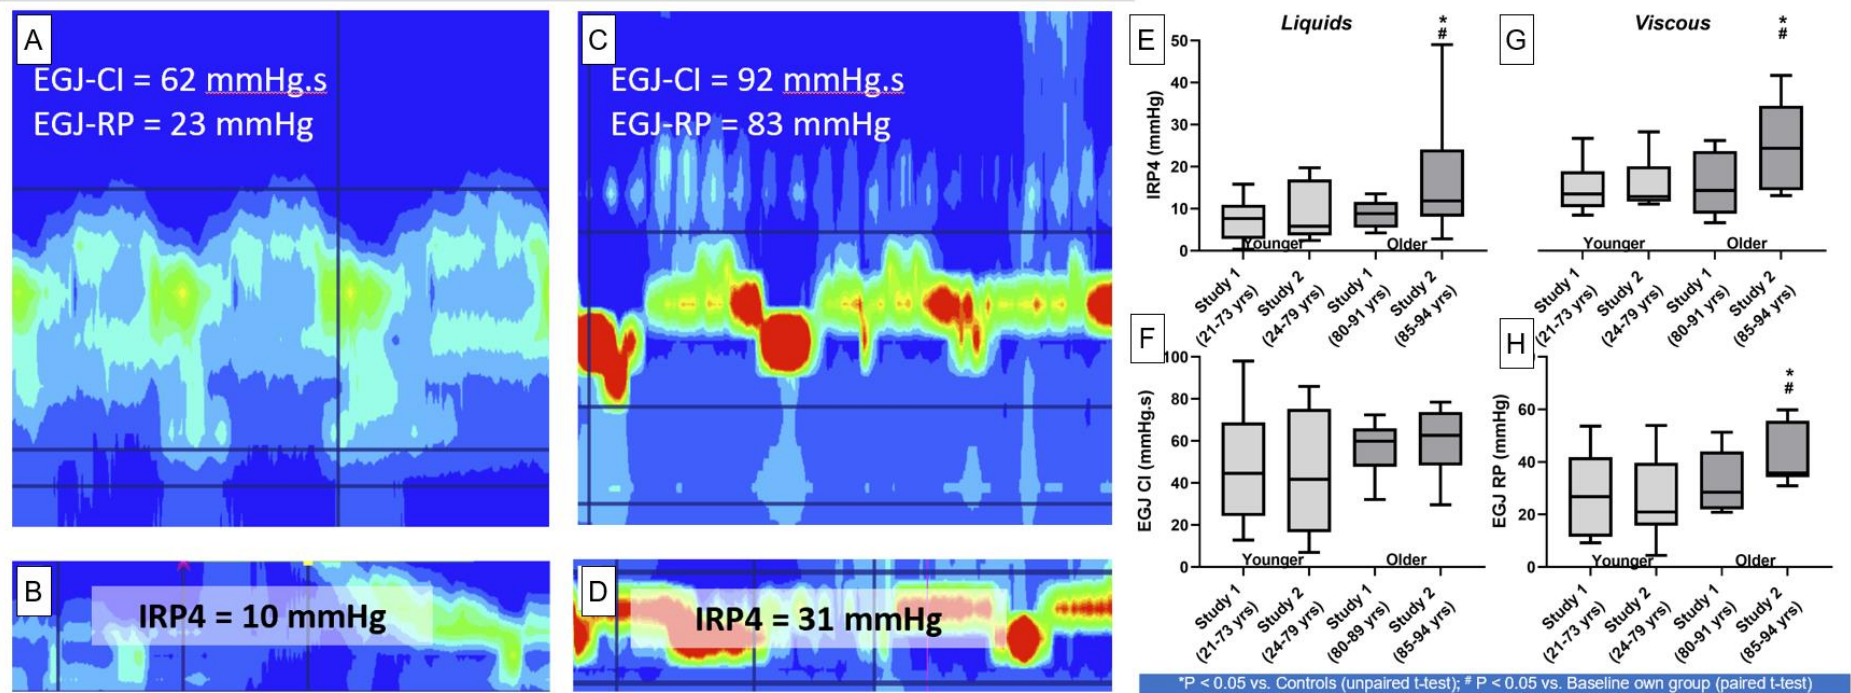 A
EGJ-CI = 62 mmHg.s
EGJ-RP = 23 mmHg
B
IRP4 = 10 mmHg
C
EGJ-CI = 92 mmHg.s
EGJ-RP = 83 mmHg
D
IRP4 = 31 mmHg
E
Liquids
*
#
IRP4 (mmHg)
50
40
30
20
10
0
Younger
Older
Study 1
(21-73 yrs)
Study 2
(24-79 yrs)
Study 1
(80-91 yrs)
Study 2
(85-94 yrs)
G
Viscous
*
#
Younger
Older
Study 1
(21-73 yrs)
Study 2
(24-79 yrs)
Study 1
(80-91 yrs)
Study 2
(85-94 yrs)
F
EGJ CI (mmHg.s)
100
80
60
40
20
0
Younger
Older
Study 1
(21-73 yrs)
Study 2
(24-79 yrs)
Study 1
(80-89 yrs)
Study 2
(85-94 yrs)
H
*
#
EGJ RP (mmHg)
60
40
20
0
Younger
Older
Study 1
(21-73 yrs)
Study 2
(24-79 yrs)
Study 1
(80-91 yrs)
Study 2
(85-94 yrs)
*P < 0.05 vs. Controls (unpaired t-test); # P < 0.05 vs. Baseline own group (paired t-test)